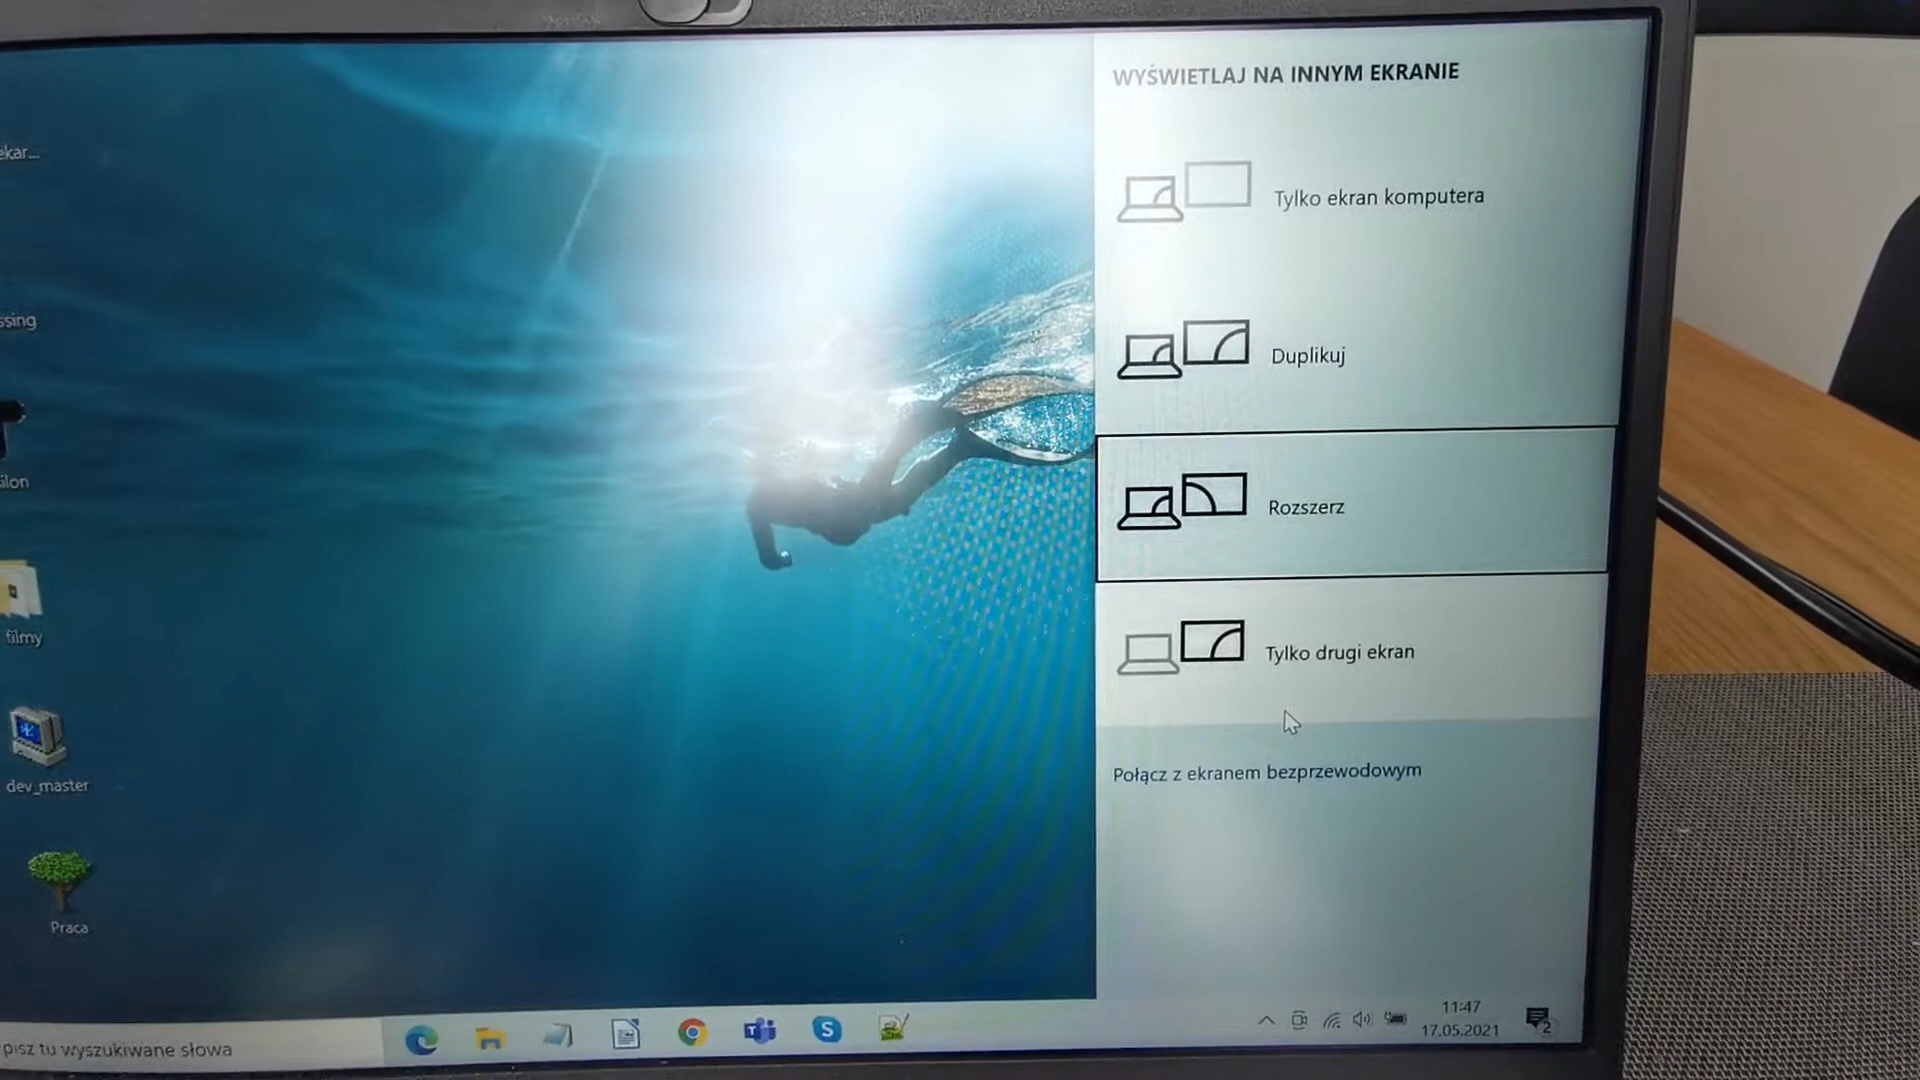 WYŚWIETLAJ NA INNYM EKRANIE
Tylko ekran komputera
Duplikuj
Rozszerz
Tylko drugi ekran
Połącz z ekranem bezprzewodowym
ekar...
ssing
filmy
dev_master
Praca
pisz tu wyszukiwane słowa
11:47
17.05.2021
2